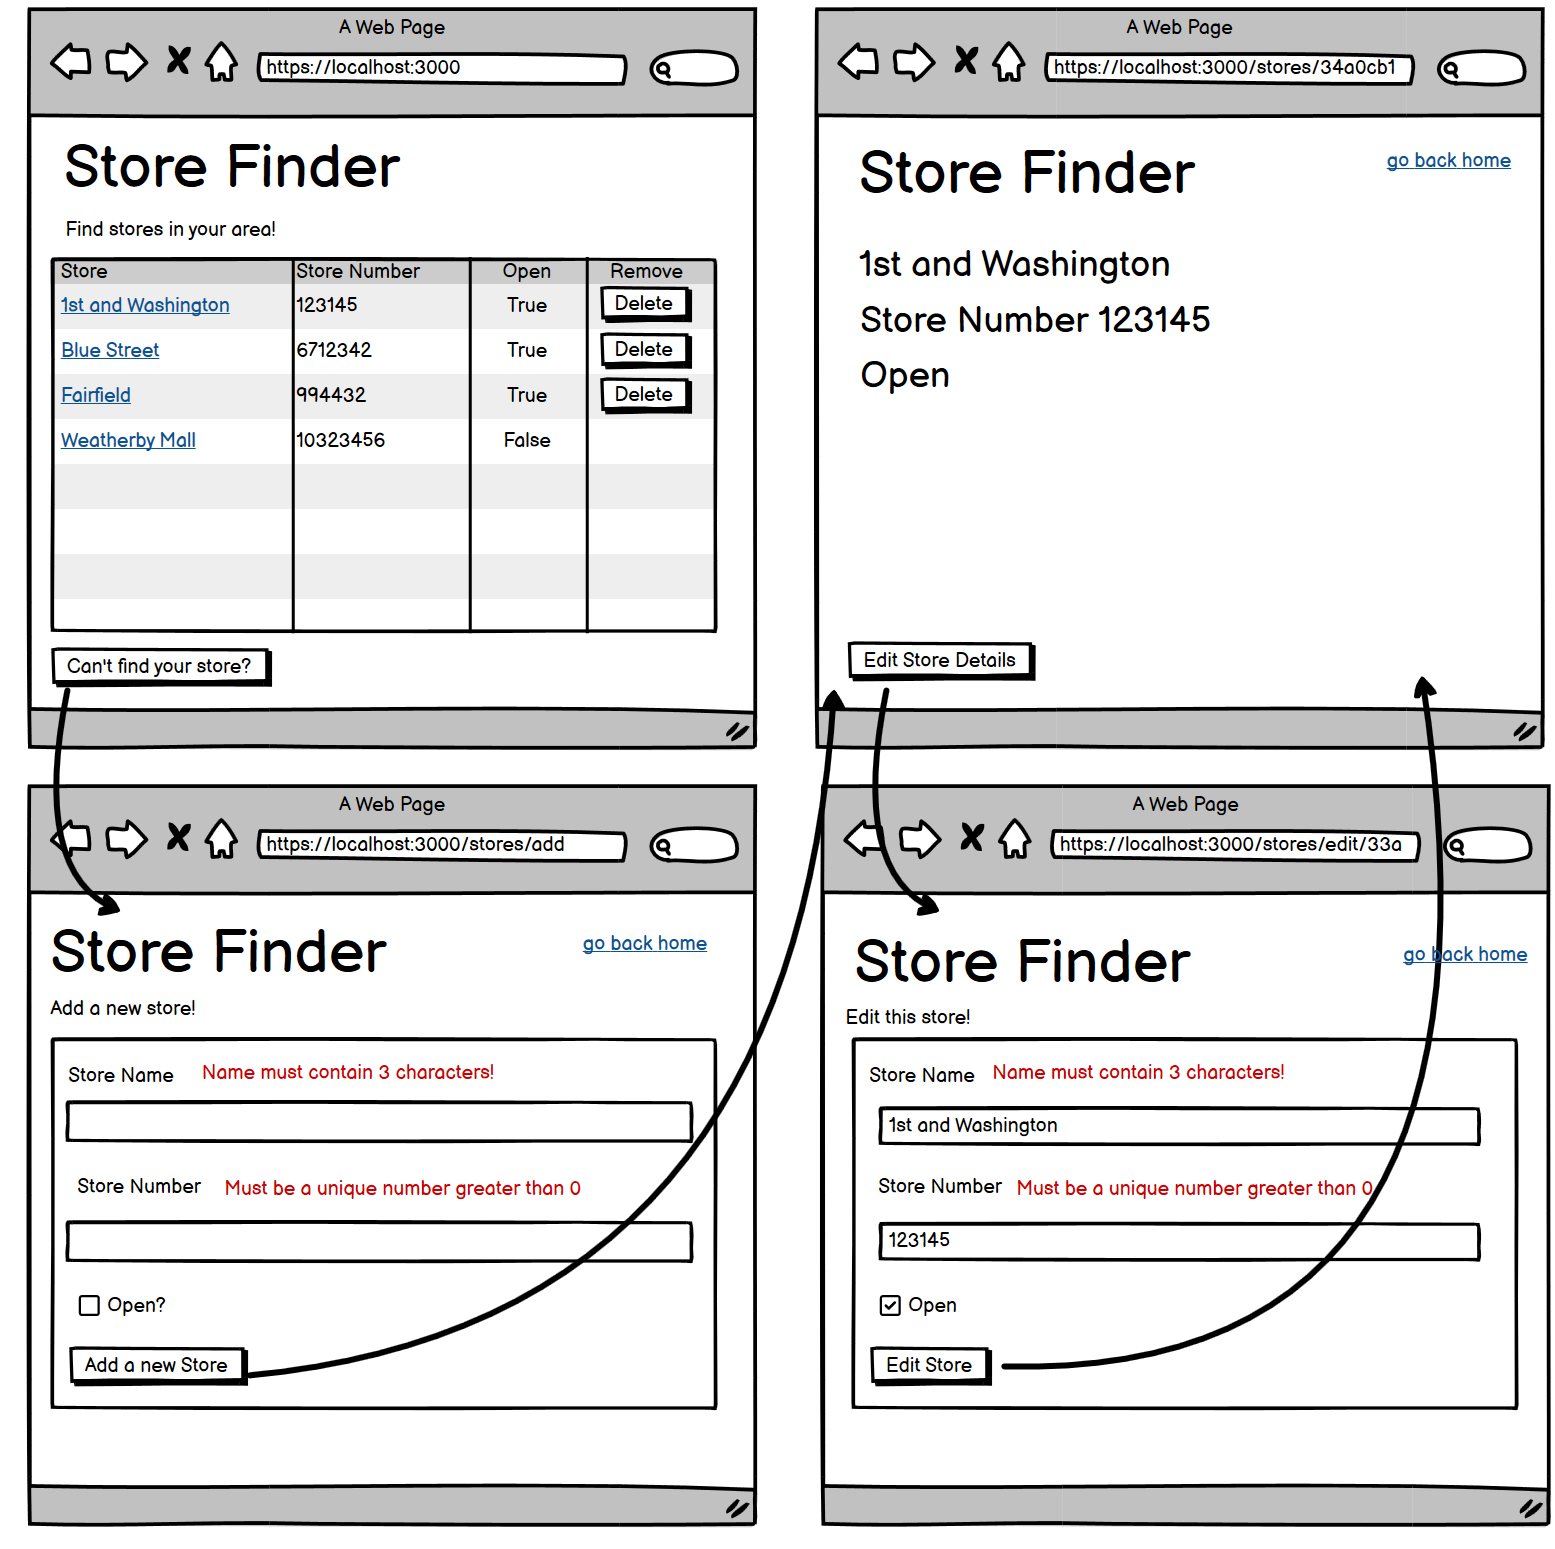 A Web Page
https://localhost:3000
Store Finder
Find stores in your area!
Store Store Number Open Remove
1st and Washington 123145 True Delete
Blue Street 6712342 True Delete
Fairfield 994432 True Delete
Weatherby Mall 10323456 False
Can't find your store?
A Web Page
https://localhost:3000/stores/34a0cb1
Store Finder
go back home
1st and Washington
Store Number 123145
Open
Edit Store Details
A Web Page
https://localhost:3000/stores/add
Store Finder
go back home
Add a new store!
Store Name Name must contain 3 characters!
Store Number Must be a unique number greater than 0
Open?
Add a new Store
A Web Page
https://localhost:3000/stores/edit/33a
Store Finder
go back home
Edit this store!
Store Name Name must contain 3 characters!
1st and Washington
Store Number Must be a unique number greater than 0
123145
Open
Edit Store